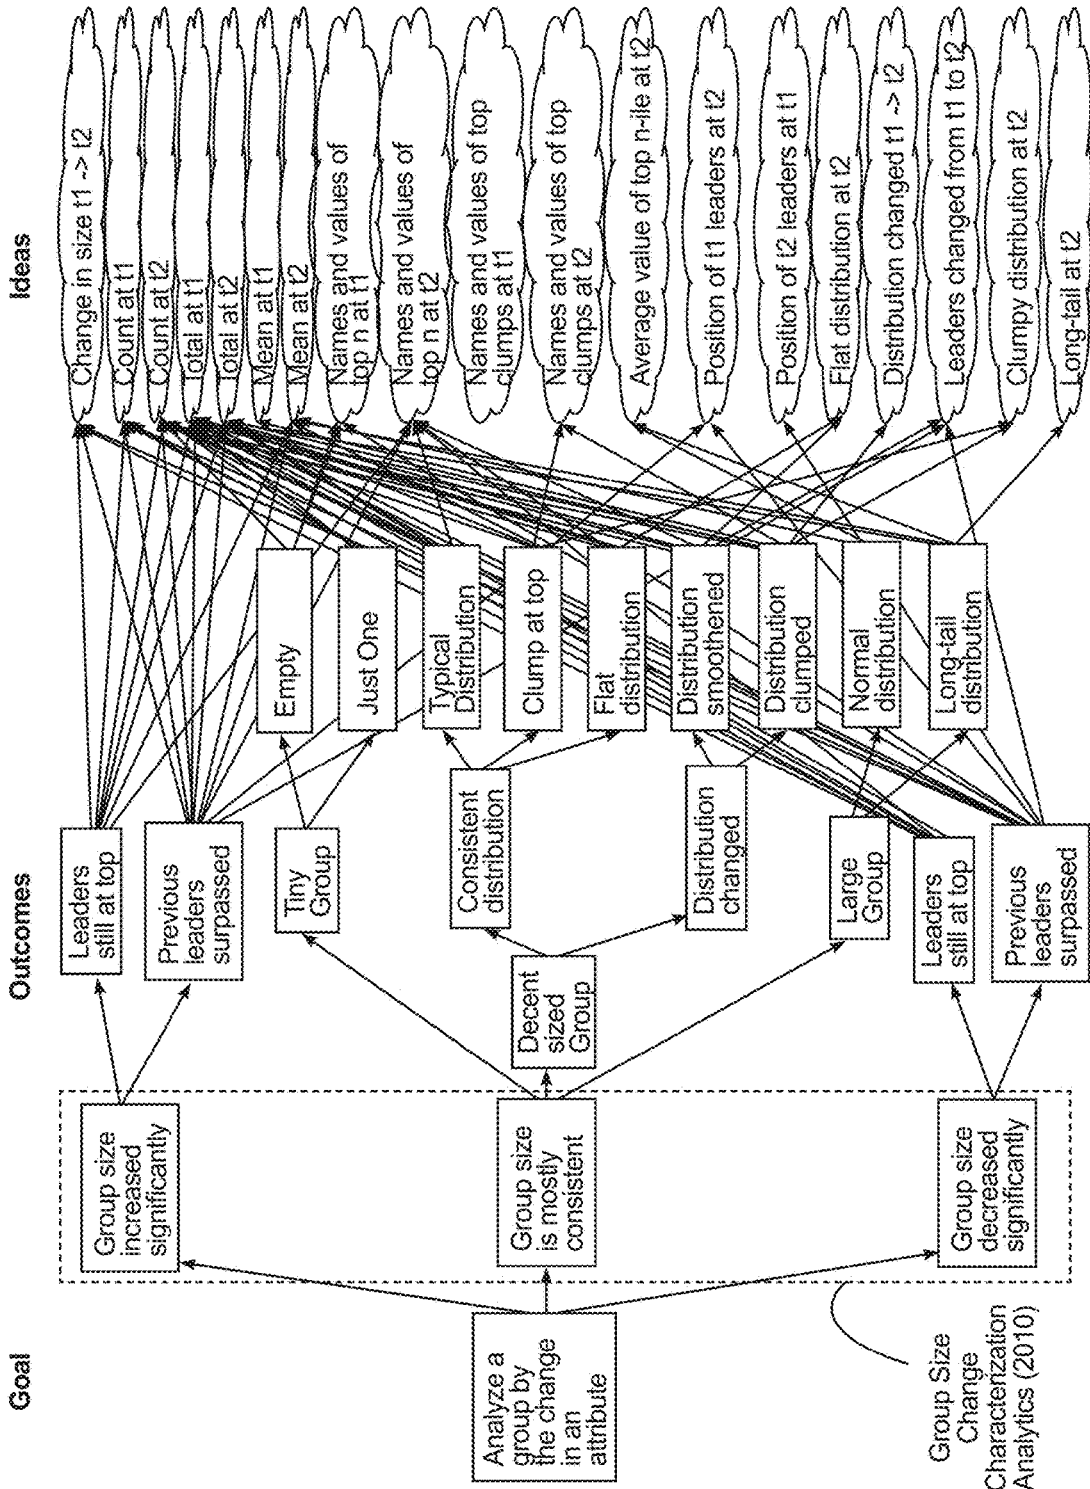 Goal
Outcomes
Ideas
Analyze a
group by
the change
in an
attribute
Group Size
Change
Characterization
Analytics (2010)
Group size
increased
significantly
Group size
is mostly
consistent
Group size
decreased
significantly
Leaders
still at top
Previous
leaders
surpassed
Tiny
Group
Decent
sized
Group
Consistent
distribution
Distribution
changed
Large
Group
Leaders
still at top
Previous
leaders
surpassed
Empty
Just One
Typical
Distribution
Clump at top
Flat
distribution
Distribution
smoothened
Distribution
clumped
Normal
distribution
Long-tail
distribution
Change in size t1 -> t2
Count at t1
Count at t2
Total at t1
Total at t2
Mean at t1
Mean at t2
Names and values of
top n at t1
Names and values of
top n at t2
Names and values of top
clumps at t1
Names and values of top
clumps at t2
Average value of top n-ile at t2
Position of t1 leaders at t2
Position of t2 leaders at t1
Flat distribution at t2
Distribution changed t1 -> t2
Leaders changed from t1 to t2
Clumpy distribution at t2
Long-tail at t2